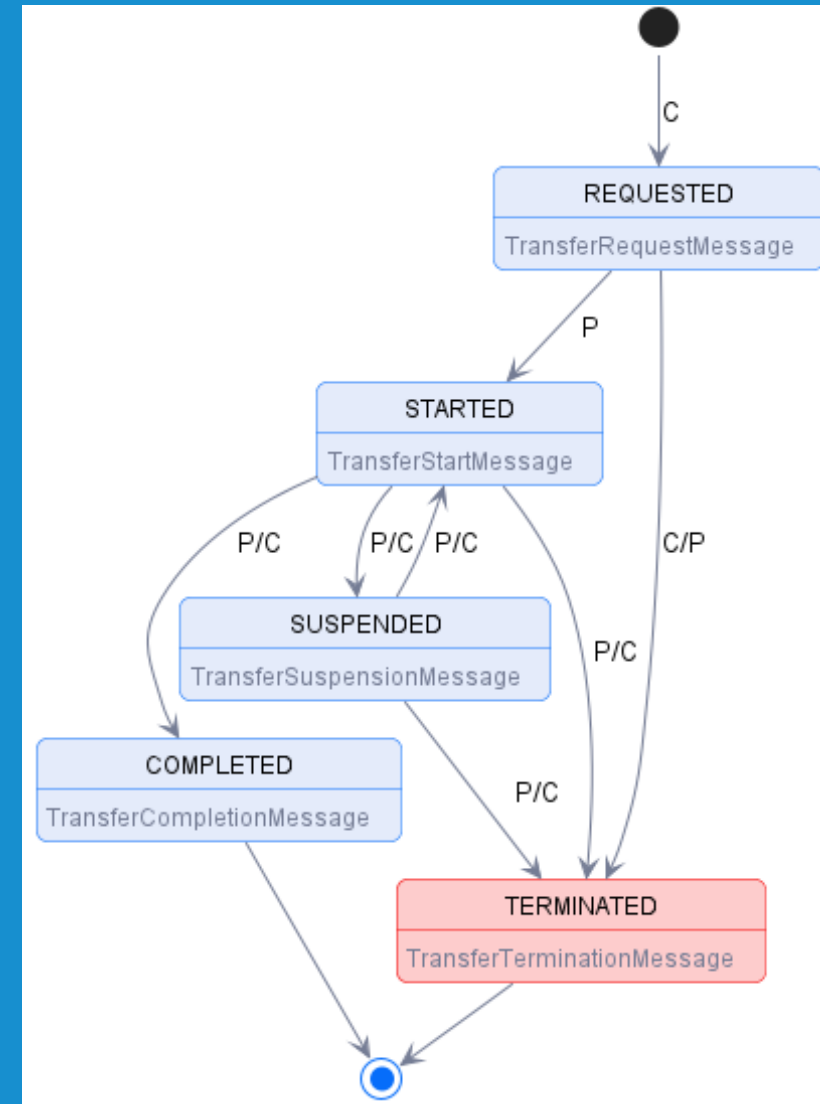 C
REQUESTED
TransferRequestMessage
P
STARTED
TransferStartMessage
P/C
P/C
P/C
C/P
SUSPENDED
TransferSuspensionMessage
P/C
COMPLETED
TransferCompletionMessage
P/C
TERMINATED
TransferTerminationMessage